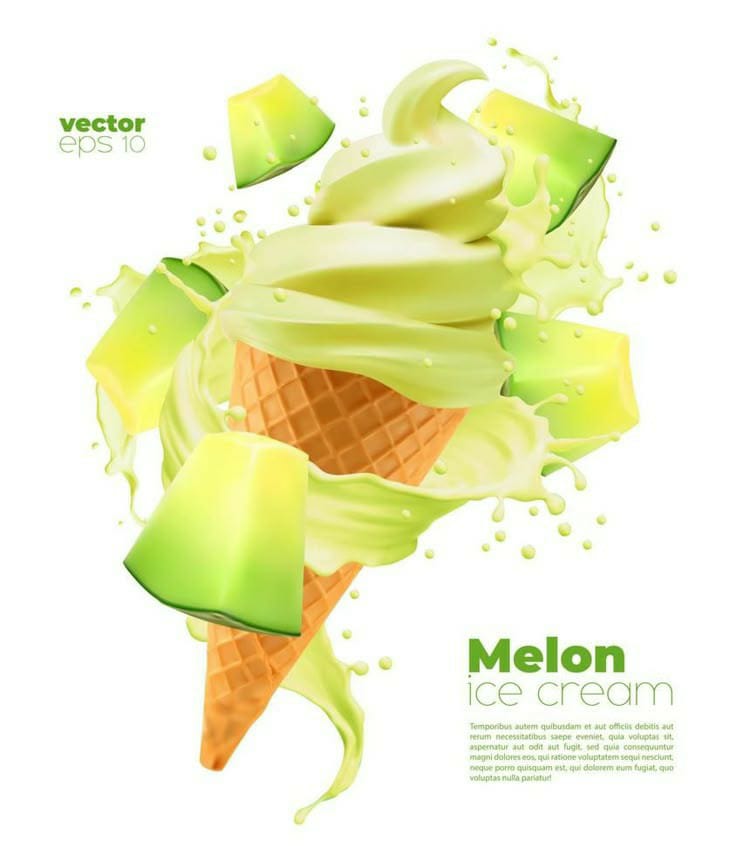 vector
eps 10
Melon
ice cream
Temporibus autem quibusdam et aut officiis debitis aut
rerum necessitatibus saepe eveniet, quia voluptas sit,
aspernatur aut odit aut fugit, sed quia consequuntur
magni dolores eos, qui ratione voluptatem sequi nesciunt,
neque porro quisquam est, qui dolorem eum fugiat, quo
voluptas nulla pariatur!